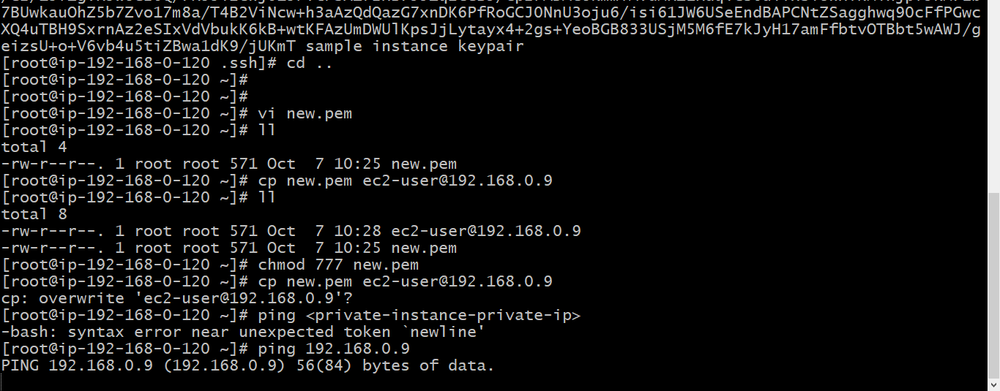 7BUwkauOhZ5b7Zvo17m8a/T4B2ViNcw+h3aAzQdQazG7xnDK6PfRoGCJ0NnU3oju6/isi61JW6USeEndBAPCNtZSagghwq90cFfPGwc
XQ4uTBH9SxrnAz2eSIxVdVbukK6kB+wtKFAzUmDWUlKpsJjLytayx4+2gs+YeoBGB833USjM5M6fE7kJyH17amFfbtvOTBbt5wAWJ/g
eizsU+o+V6vb4u5tiZBwa1dK9/jUKmT sample instance keypair
[root@ip-192-168-0-120 .ssh]# cd ..
[root@ip-192-168-0-120 ~]#
[root@ip-192-168-0-120 ~]#
[root@ip-192-168-0-120 ~]# vi new.pem
[root@ip-192-168-0-120 ~]# ll
total 4
-rw-r--r--. 1 root root 571 Oct  7 10:25 new.pem
[root@ip-192-168-0-120 ~]# cp new.pem ec2-user@192.168.0.9
[root@ip-192-168-0-120 ~]# ll
total 8
-rw-r--r--. 1 root root 571 Oct  7 10:28 ec2-user@192.168.0.9
-rw-r--r--. 1 root root 571 Oct  7 10:25 new.pem
[root@ip-192-168-0-120 ~]# chmod 777 new.pem
[root@ip-192-168-0-120 ~]# cp new.pem ec2-user@192.168.0.9
cp: overwrite 'ec2-user@192.168.0.9'?
[root@ip-192-168-0-120 ~]# ping <private-instance-private-ip>
-bash: syntax error near unexpected token `newline'
[root@ip-192-168-0-120 ~]# ping 192.168.0.9
PING 192.168.0.9 (192.168.0.9) 56(84) bytes of data.